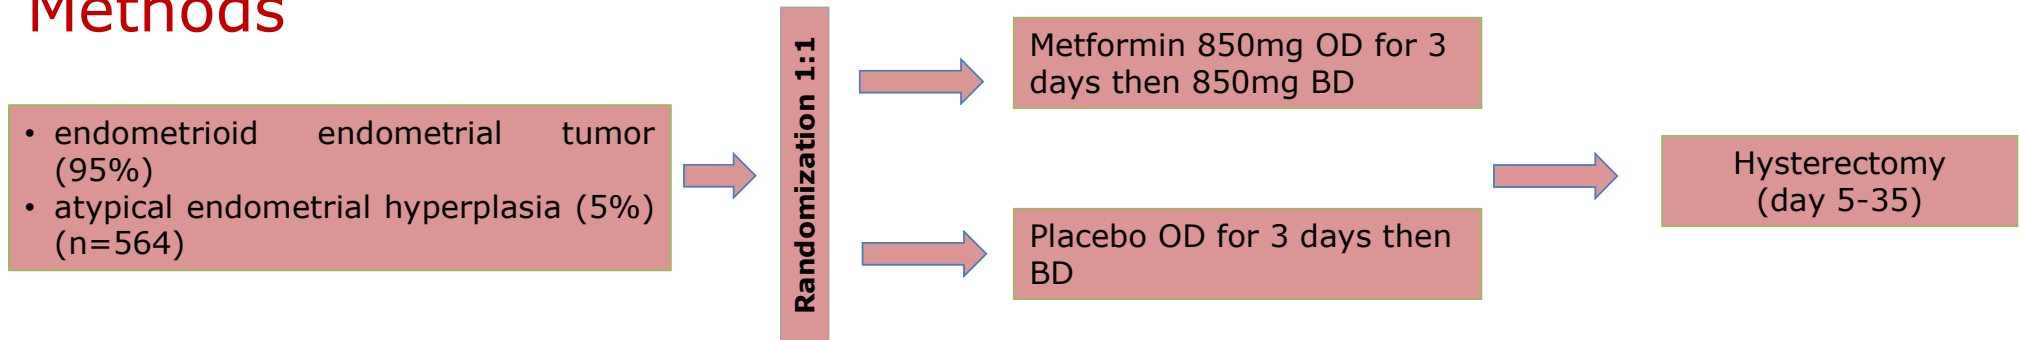 Methods
• endometrioid endometrial tumor
(95%)
• atypical endometrial hyperplasia (5%)
(n=564)
Randomization 1:1
Metformin 850mg OD for 3
days then 850mg BD
Placebo OD for 3 days then
BD
Hysterectomy
(day 5-35)